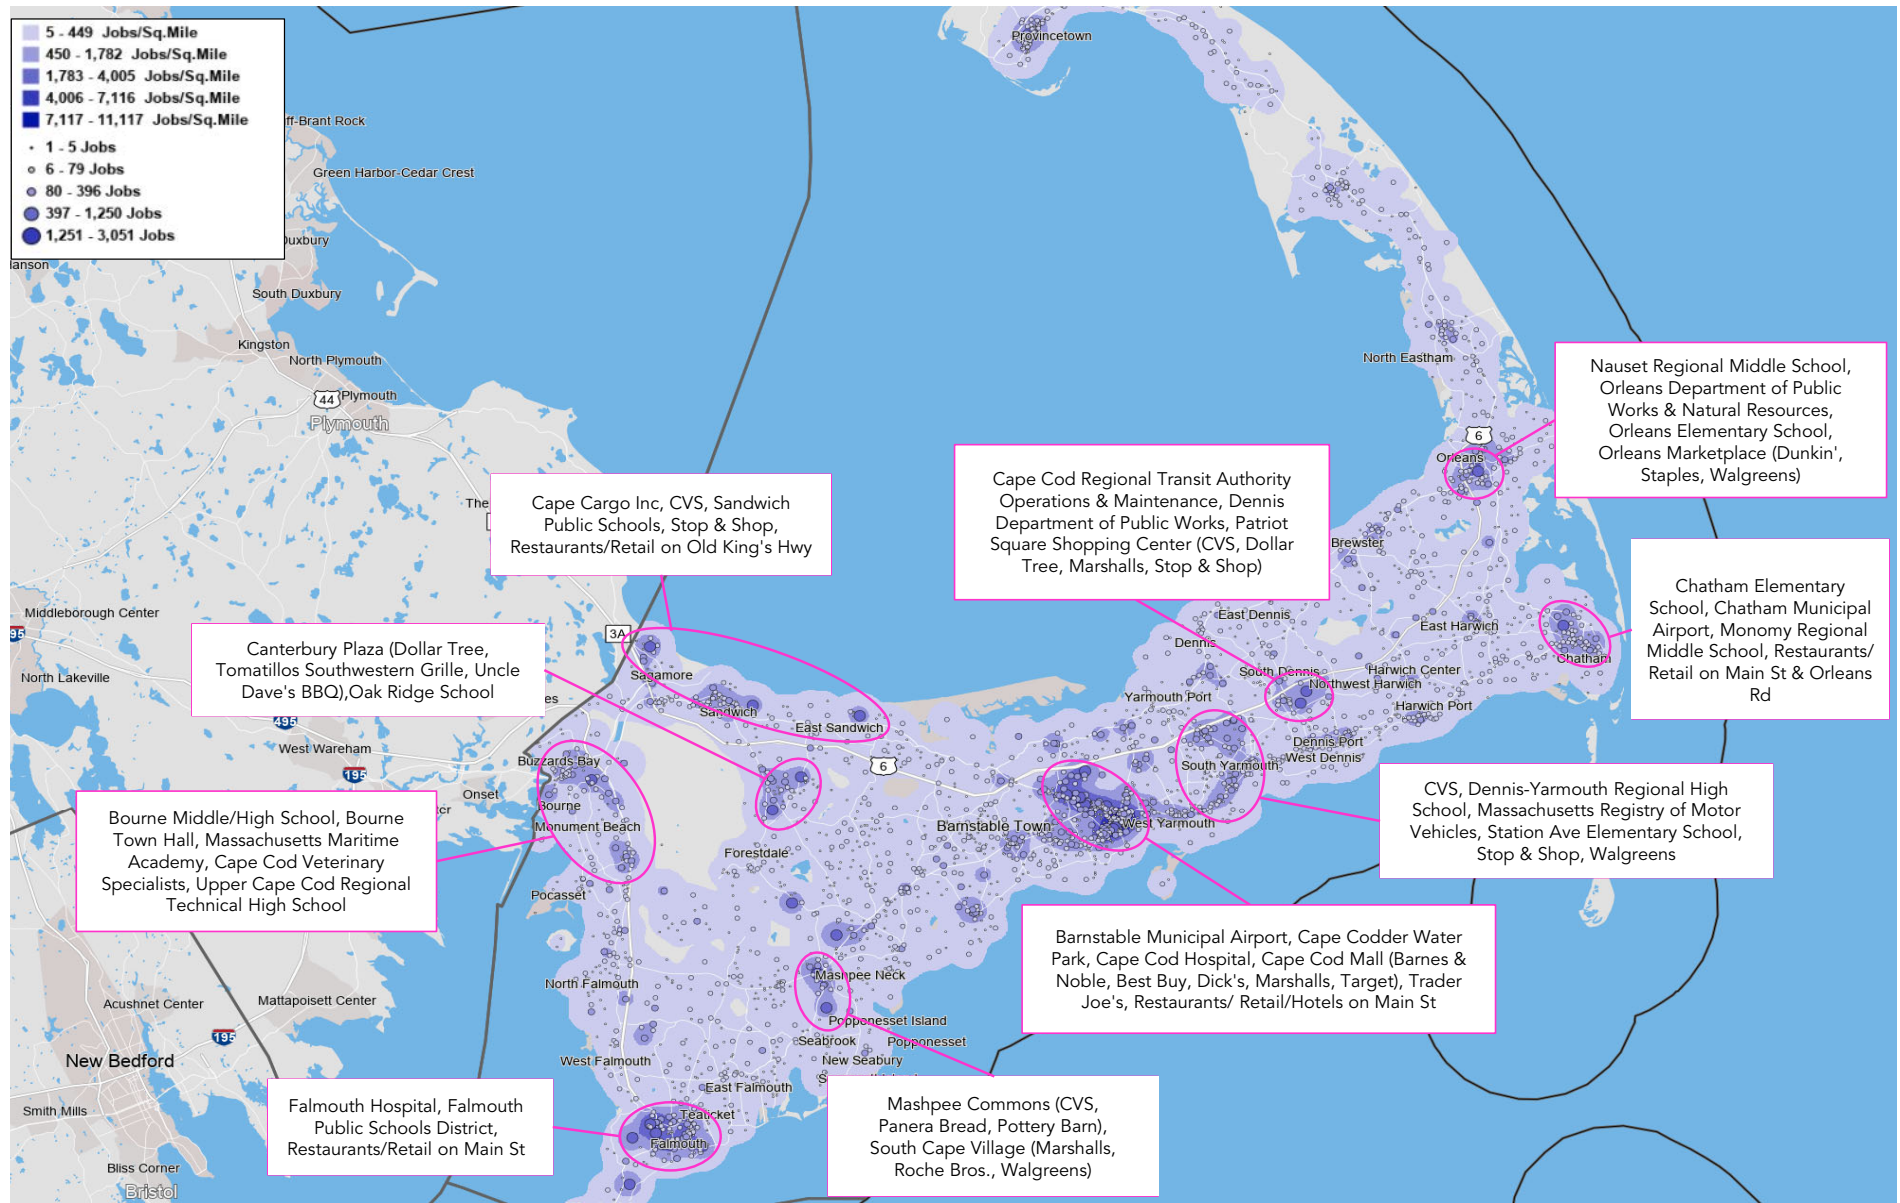 5 - 449 Jobs/Sq.Mile
450 - 1,782 Jobs/Sq.Mile
1,783 - 4,005 Jobs/Sq.Mile
4,006 - 7,116 Jobs/Sq.Mile
7,117 - 11,117 Jobs/Sq.Mile
1 - 5 Jobs
6 - 79 Jobs
80 - 396 Jobs
397 - 1,250 Jobs
1,251 - 3,051 Jobs
Provincetown
ff-Brant Rock
Green Harbor-Cedar Crest
Duxbury
lanson
South Duxbury
Kingston
North Plymouth
44
Plymouth
Plymouth
North Eastham
Nauset Regional Middle School,
Orleans Department of Public
Works & Natural Resources,
Orleans Elementary School,
Orleans Marketplace (Dunkin',
Staples, Walgreens)
6
Orleans
Cape Cod Regional Transit Authority
Operations & Maintenance, Dennis
Department of Public Works, Patriot
Square Shopping Center (CVS, Dollar
Tree, Marshalls, Stop & Shop)
The
Cape Cargo Inc, CVS, Sandwich
Public Schools, Stop & Shop,
Restaurants/Retail on Old King's Hwy
Brewster
Chatham Elementary
School, Chatham Municipal
Airport, Monomy Regional
Middle School, Restaurants/
Retail on Main St & Orleans
Rd
Middleborough Center
95
3A
East Dennis
East Harwich
Dennis
Chatham
Canterbury Plaza (Dollar Tree,
Tomatillos Southwestern Grille, Uncle
Dave's BBQ),Oak Ridge School
North Lakeville
Sagamore
South Dennis
Harwich Center
Northwest Harwich
Yarmouth Port
Harwich Port
es
Sandwich
495
East Sandwich
West Wareham
Dennis Port
West Dennis
Buzzards Bay
6
South Yarmouth
195
Onset
cr
Bourne
Monument Beach
Barnstable Town
West Yarmouth
CVS, Dennis-Yarmouth Regional High
School, Massachusetts Registry of Motor
Vehicles, Station Ave Elementary School,
Stop & Shop, Walgreens
Bourne Middle/High School, Bourne
Town Hall, Massachusetts Maritime
Academy, Cape Cod Veterinary
Specialists, Upper Cape Cod Regional
Technical High School
Forestdale
Pocasset
Barnstable Municipal Airport, Cape Codder Water
Park, Cape Cod Hospital, Cape Cod Mall (Barnes &
Noble, Best Buy, Dick's, Marshalls, Target), Trader
Joe's, Restaurants/ Retail/Hotels on Main St
Mashpee Neck
North Falmouth
Acushnet Center
Mattapoisett Center
Popponesset Island
195
Seabrook
Popponesset
New Bedford
West Falmouth
New Seabury
S
East Falmouth
Smith Mills
Teaticket
Falmouth
Falmouth Hospital, Falmouth
Public Schools District,
Restaurants/Retail on Main St
Mashpee Commons (CVS,
Panera Bread, Pottery Barn),
South Cape Village (Marshalls,
Roche Bros., Walgreens)
Bliss Corner
Bristol